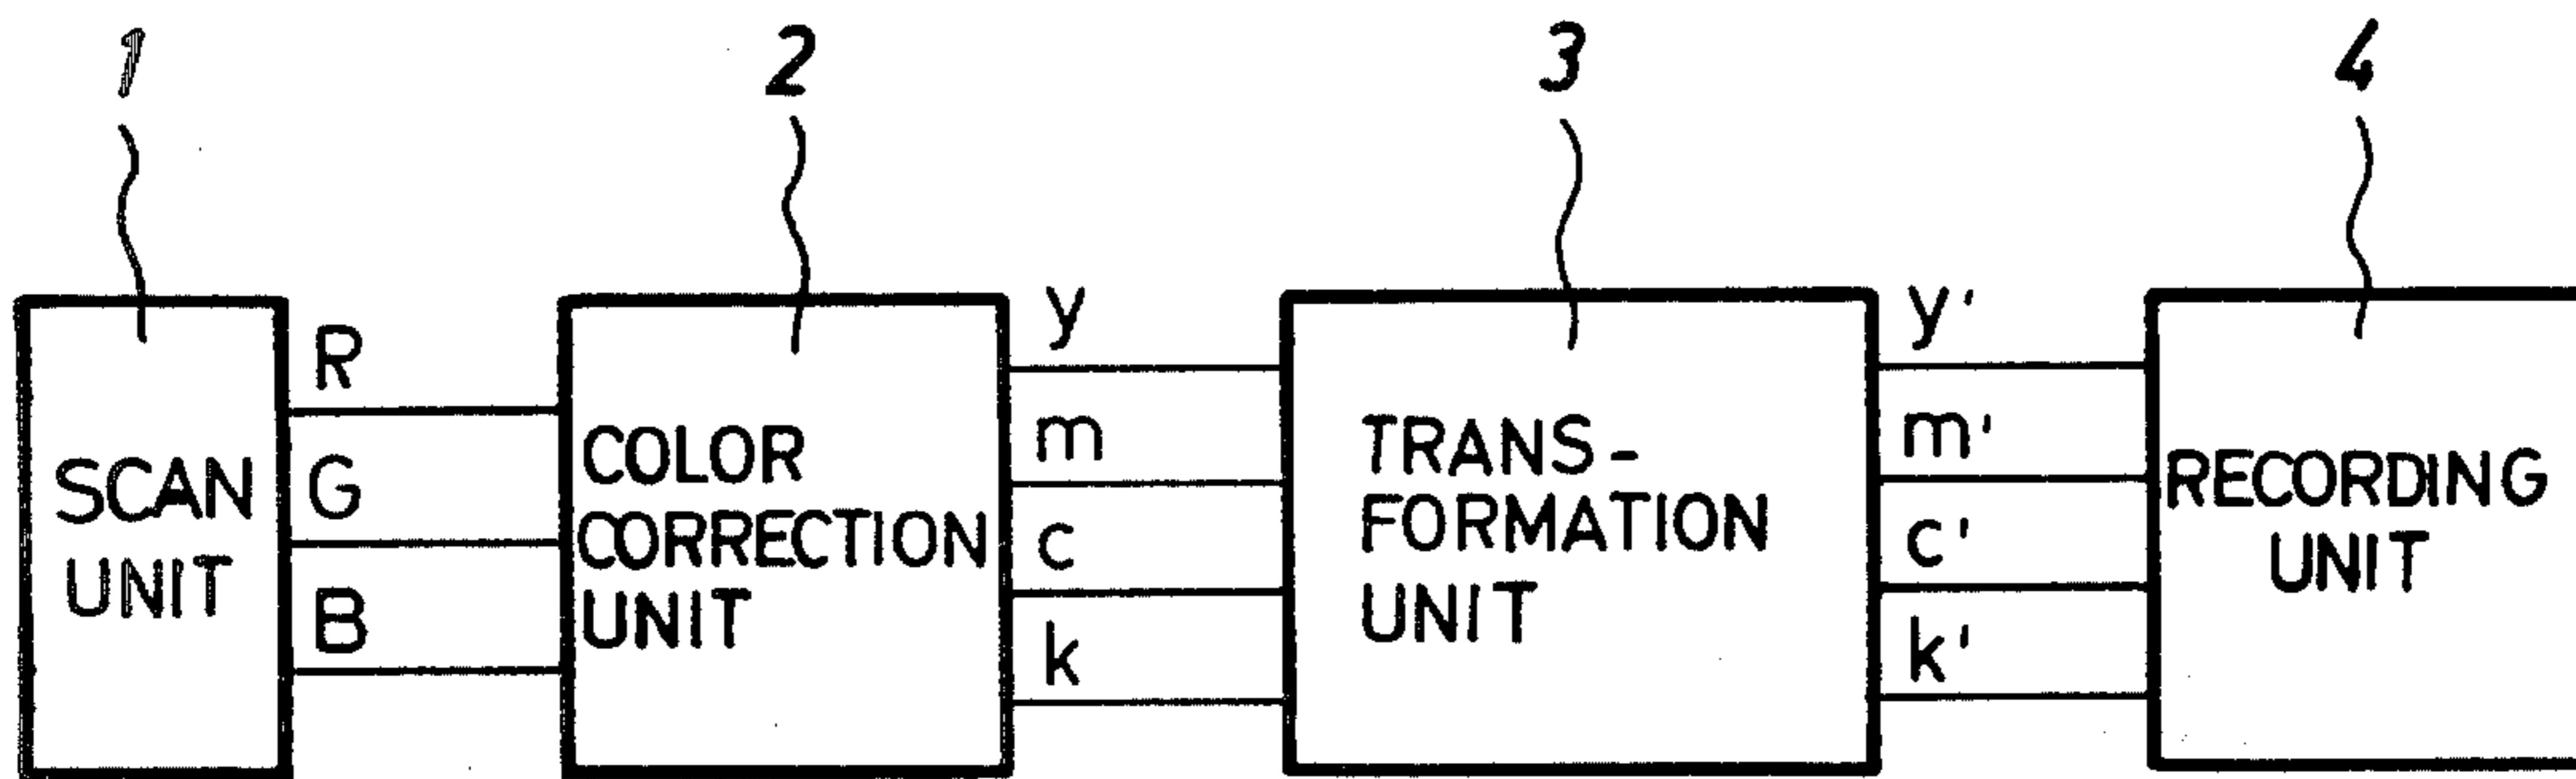 1
2
3
4
SCAN
UNIT
R
G
B
COLOR
CORRECTION
UNIT
y
m
c
k
TRANS-
FORMATION
UNIT
y'
m'
c'
k'
RECORDING
UNIT